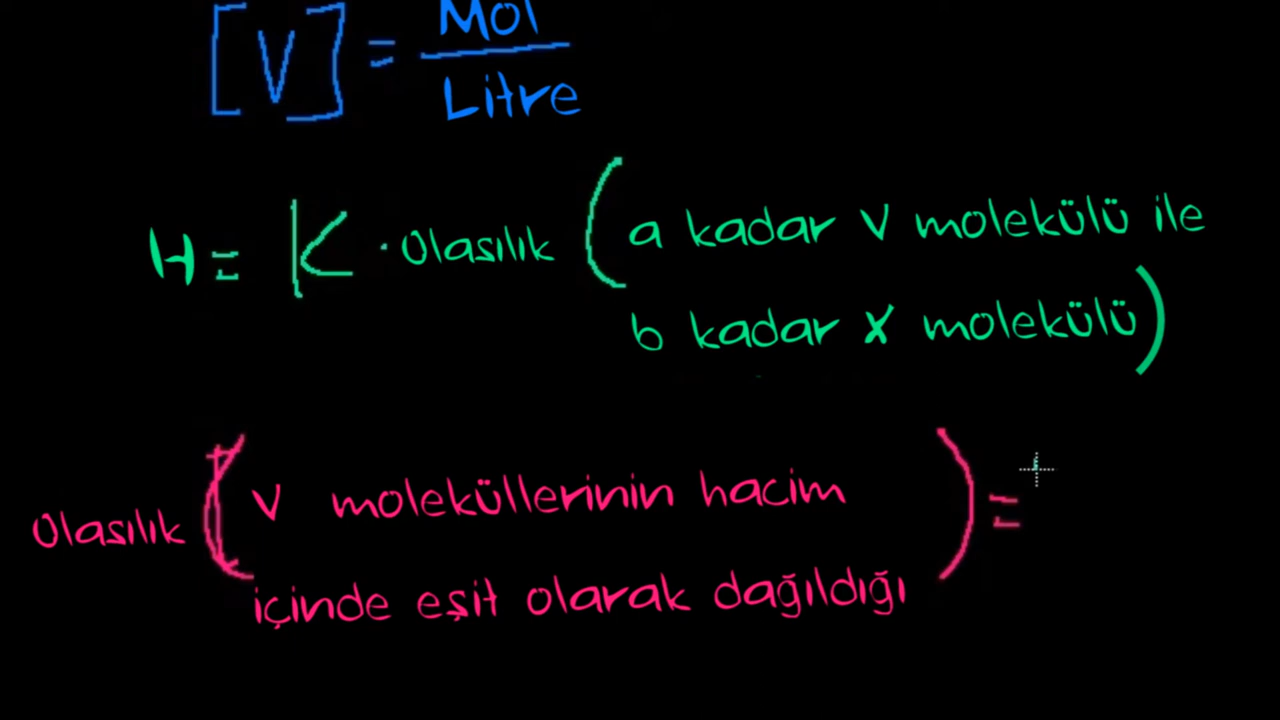 [V] = Mol
Litre
H = K · Olasılık (a kadar V molekülü ile
b kadar X molekülü)
Olasılık ( V moleküllerinin hacim
içinde eşit olarak dağıldığı ) =